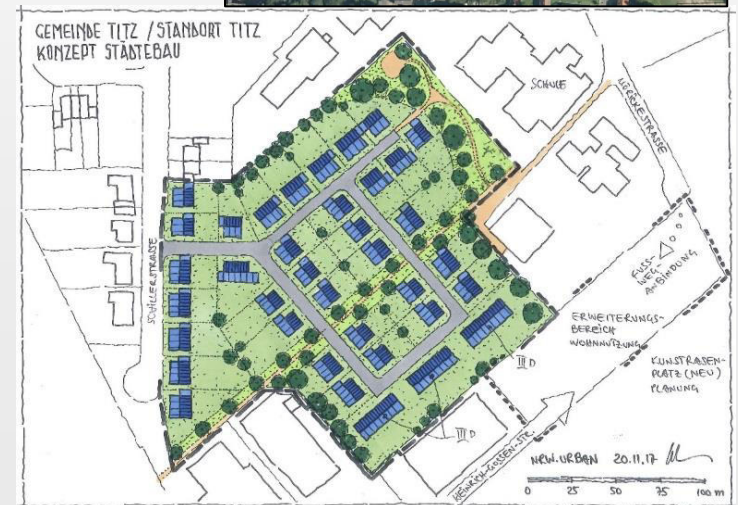 GEMEINDE TITZ / STANDORT TITZ
KONZEPT STÄDTEBAU
SCHULE
MÖRIKESTRASSE
SCHILLERSTRASSE
FUSS-
WEG-
ANBINDUNG
ERWEITERUNGS-
BEREICH
WOHNNUTZUNG
KUNSTRASEN-
PLATZ (NEU)
PLANUNG
III D
III D
HEINRICH-GOSSEN-STR.
NRW.URBAN 20.11.17
0 25 50 75 100 m